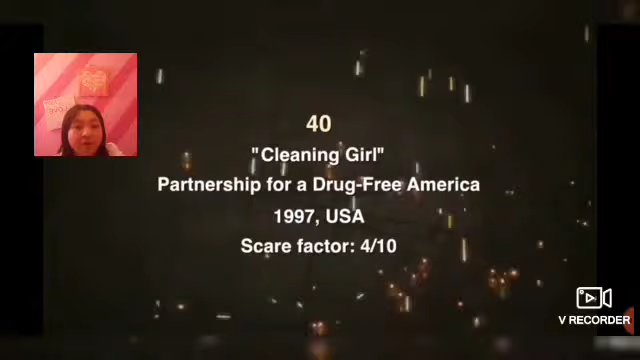 40
"Cleaning Girl"
Partnership for a Drug-Free America
1997, USA
Scare factor: 4/10
V RECORDER